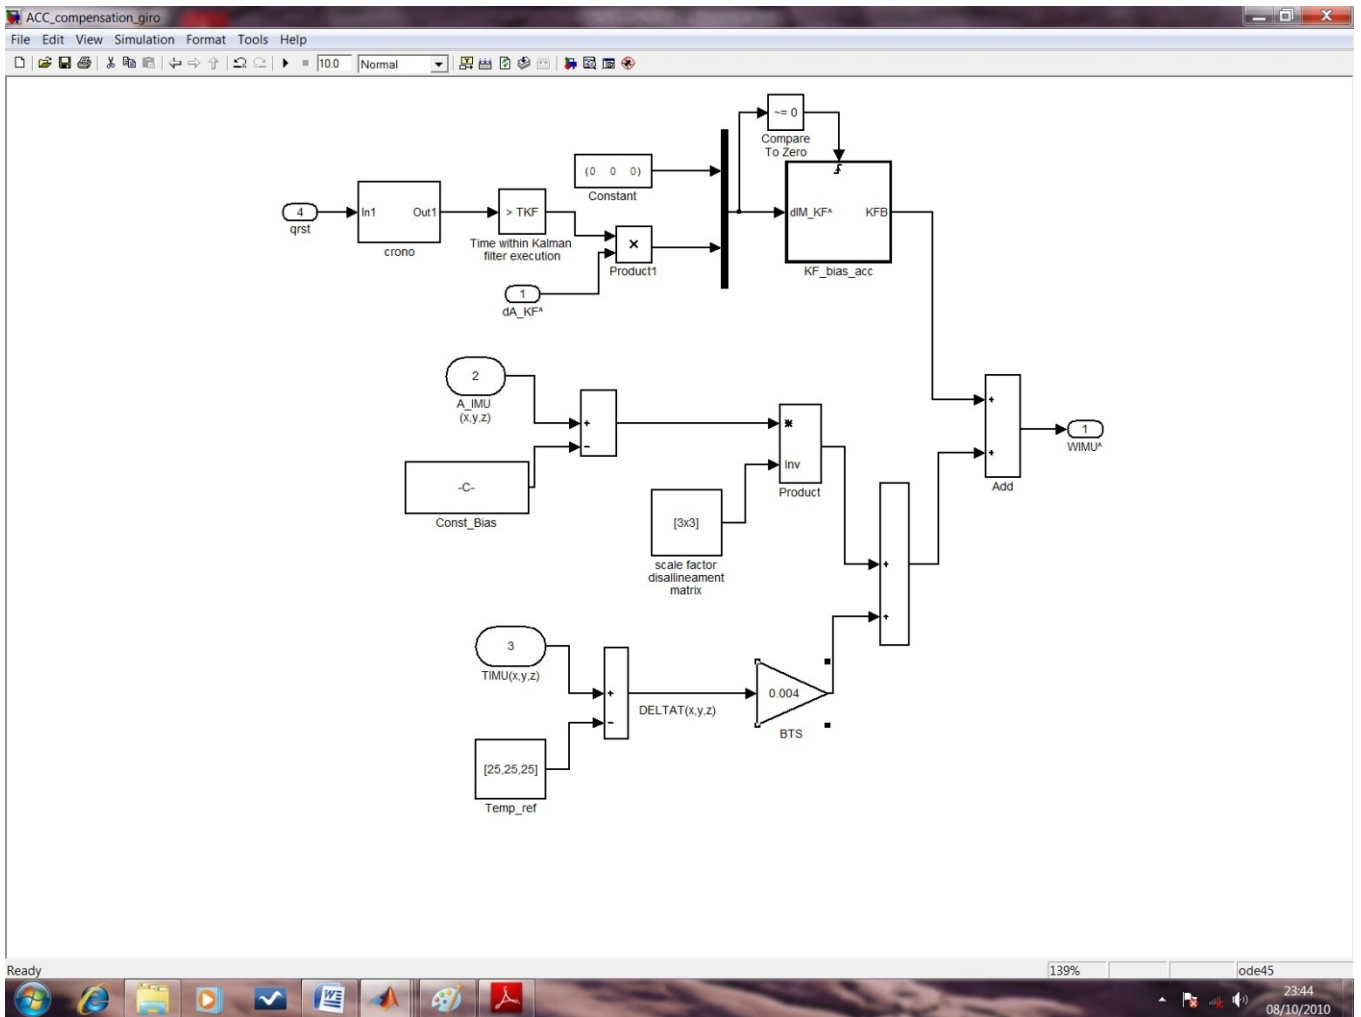 ACC_compensation_giro
File Edit View Simulation Format Tools Help
10.0 Normal
~= 0
Compare
To Zero
(0 0 0)
Constant
4
qrst
In1 Out1
crono
> TKF
Time within Kalman
filter execution
×
Product1
1
dA_KF^
dIM_KF^ KFB
KF_bias_acc
2
A_IMU
(x,y,z)
+
−
-C-
Const_Bias
*
Inv
Product
[3x3]
scale factor
disallineament
matrix
+
+
Add
1
WIMU^
+
+
3
TIMU(x,y,z)
+
−
DELTAT(x,y,z)
0.004
BTS
[25,25,25]
Temp_ref
Ready 139% ode45
23:44
08/10/2010